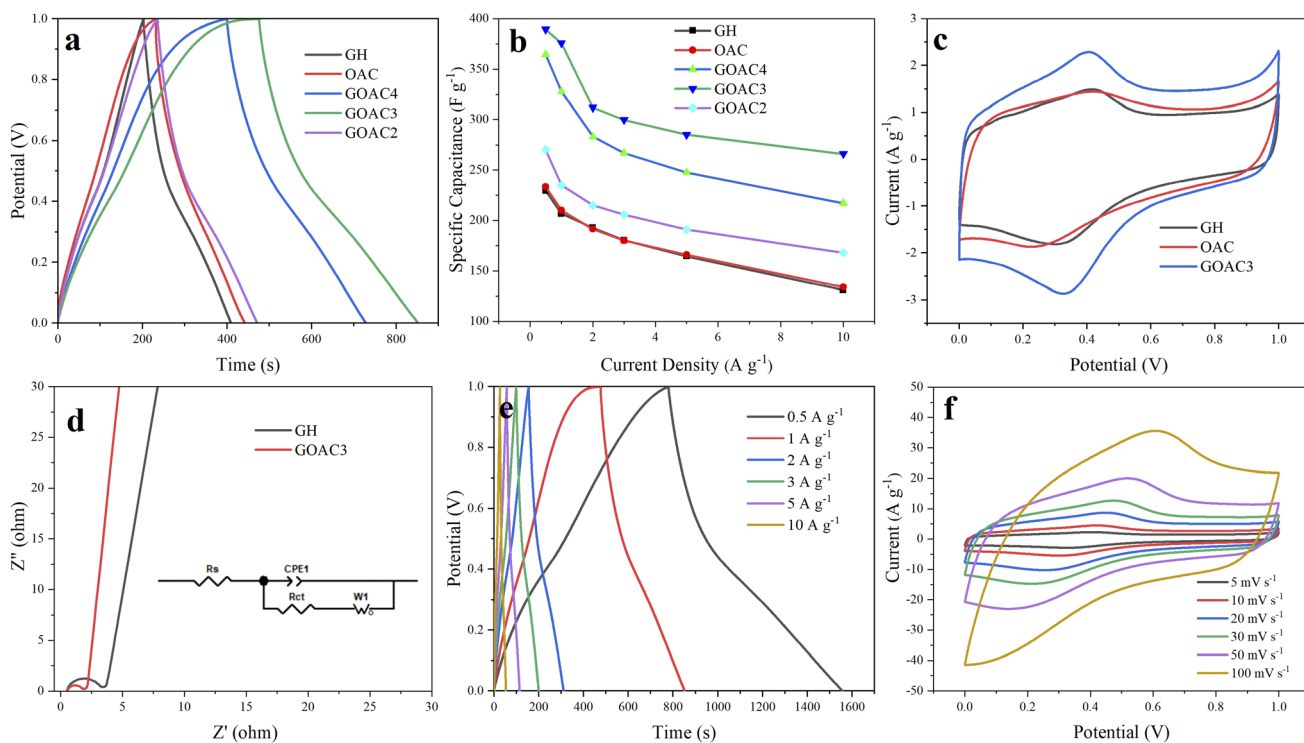 a
1.0
0.8
0.6
0.4
0.2
0.0
Potential (V)
0
200
400
600
800
Time (s)
GH
OAC
GOAC4
GOAC3
GOAC2
b
400
350
300
250
200
150
100
Specific Capacitance (F g-1)
0
2
4
6
8
10
Current Density (A g-1)
GH
OAC
GOAC4
GOAC3
GOAC2
c
3
2
1
0
-1
-2
-3
Current (A g-1)
0.0
0.2
0.4
0.6
0.8
1.0
Potential (V)
GH
OAC
GOAC3
d
30
25
20
15
10
5
0
Z'' (ohm)
0
5
10
15
20
25
30
Z' (ohm)
GH
GOAC3
Rs
CPE1
Rct
W1
e
1.0
0.8
0.6
0.4
0.2
0.0
Potential (V)
0
200
400
600
800
1000
1200
1400
1600
Time (s)
0.5 A g-1
1 A g-1
2 A g-1
3 A g-1
5 A g-1
10 A g-1
f
50
40
30
20
10
0
-10
-20
-30
-40
-50
Current (A g-1)
0.0
0.2
0.4
0.6
0.8
1.0
Potential (V)
5 mV s-1
10 mV s-1
20 mV s-1
30 mV s-1
50 mV s-1
100 mV s-1